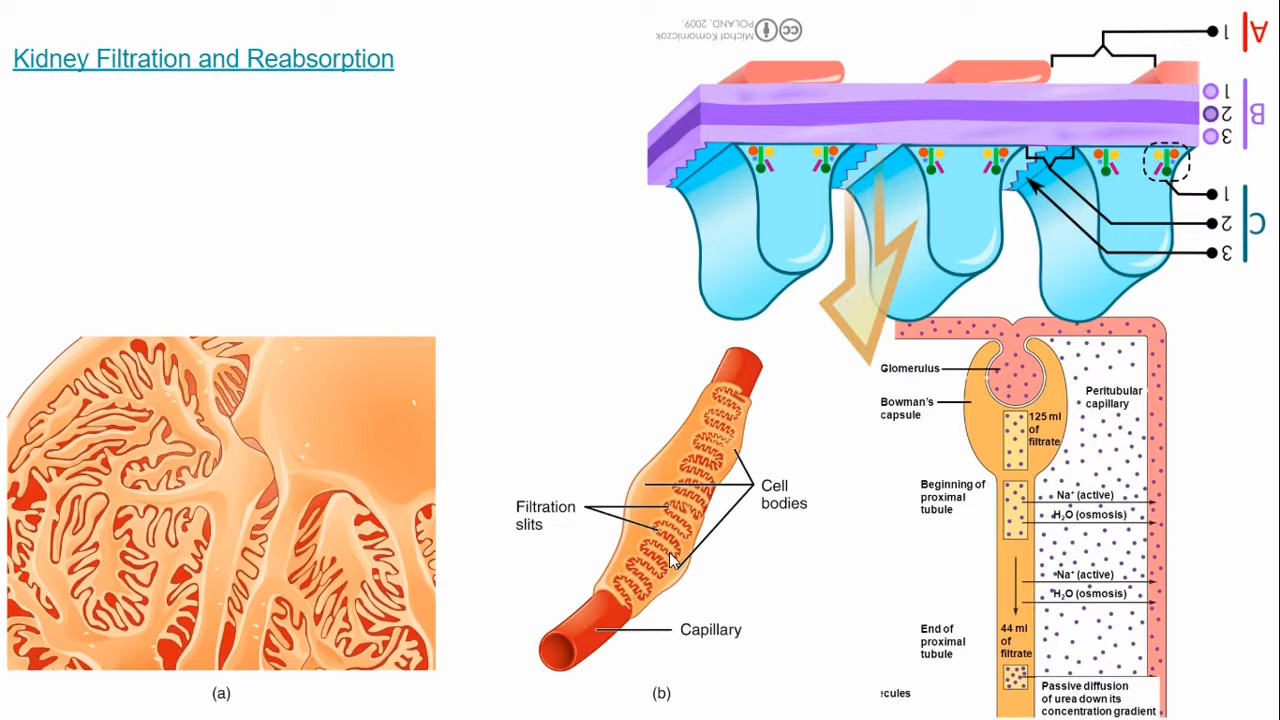 Kidney Filtration and Reabsorption
Michał Komorniczak
POLAND, 2009.
cc
A
1
B
1
2
3
C
1
2
3
Glomerulus
Bowman's
capsule
125 ml
of
filtrate
Peritubular
capillary
Beginning of
proximal
tubule
Na⁺ (active)
H₂O (osmosis)
Na⁺ (active)
H₂O (osmosis)
End of
proximal
tubule
44 ml
of
filtrate
Passive diffusion
of urea down its
concentration gradient
ecules
Filtration
slits
Cell
bodies
Capillary
(a)
(b)